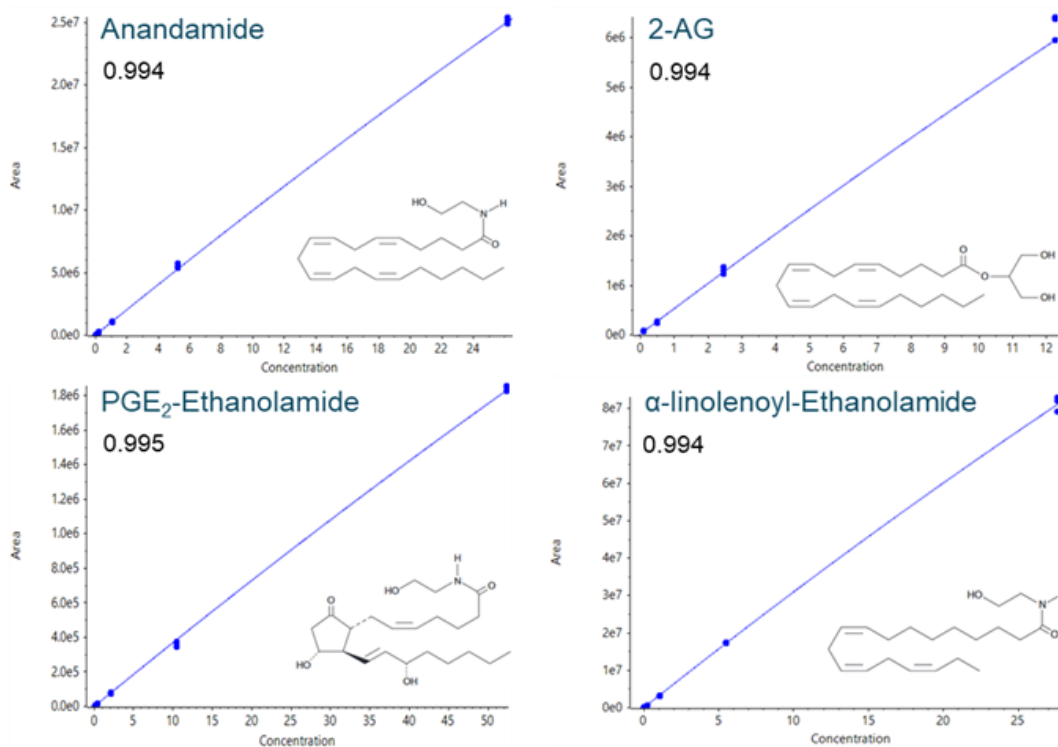 Anandamide
0.994
2.5e7
2.0e7
1.5e7
1.0e7
5.0e6
0.0e0
Area
HO
N
H
O
0 2 4 6 8 10 12 14 16 18 20 22 24
Concentration
2-AG
0.994
6e6
5e6
4e6
3e6
2e6
1e6
0e0
Area
O
OH
O
OH
0 1 2 3 4 5 6 7 8 9 10 11 12
Concentration
PGE₂-Ethanolamide
0.995
1.8e6
1.6e6
1.4e6
1.2e6
1.0e6
8.0e5
6.0e5
4.0e5
2.0e5
0.0e0
Area
H
HO
N
O
O
HO
OH
0 5 10 15 20 25 30 35 40 45 50
Concentration
α-linolenoyl-Ethanolamide
0.994
8e7
7e7
6e7
5e7
4e7
3e7
2e7
1e7
0e0
Area
HO
N
O
0 5 10 15 20 25
Concentration